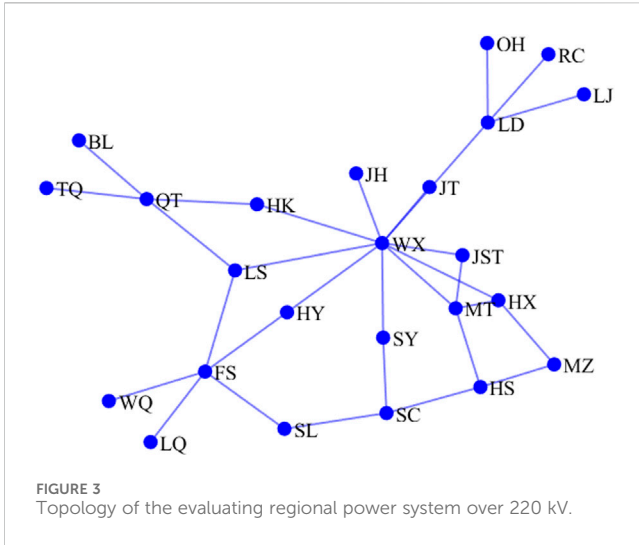 OH
RC
LJ
LD
BL
JH
JT
TQ
QT
HK
WX
JST
LS
HX
MT
HY
SY
MZ
FS
HS
WQ
SC
SL
LQ
FIGURE 3
Topology of the evaluating regional power system over 220 kV.